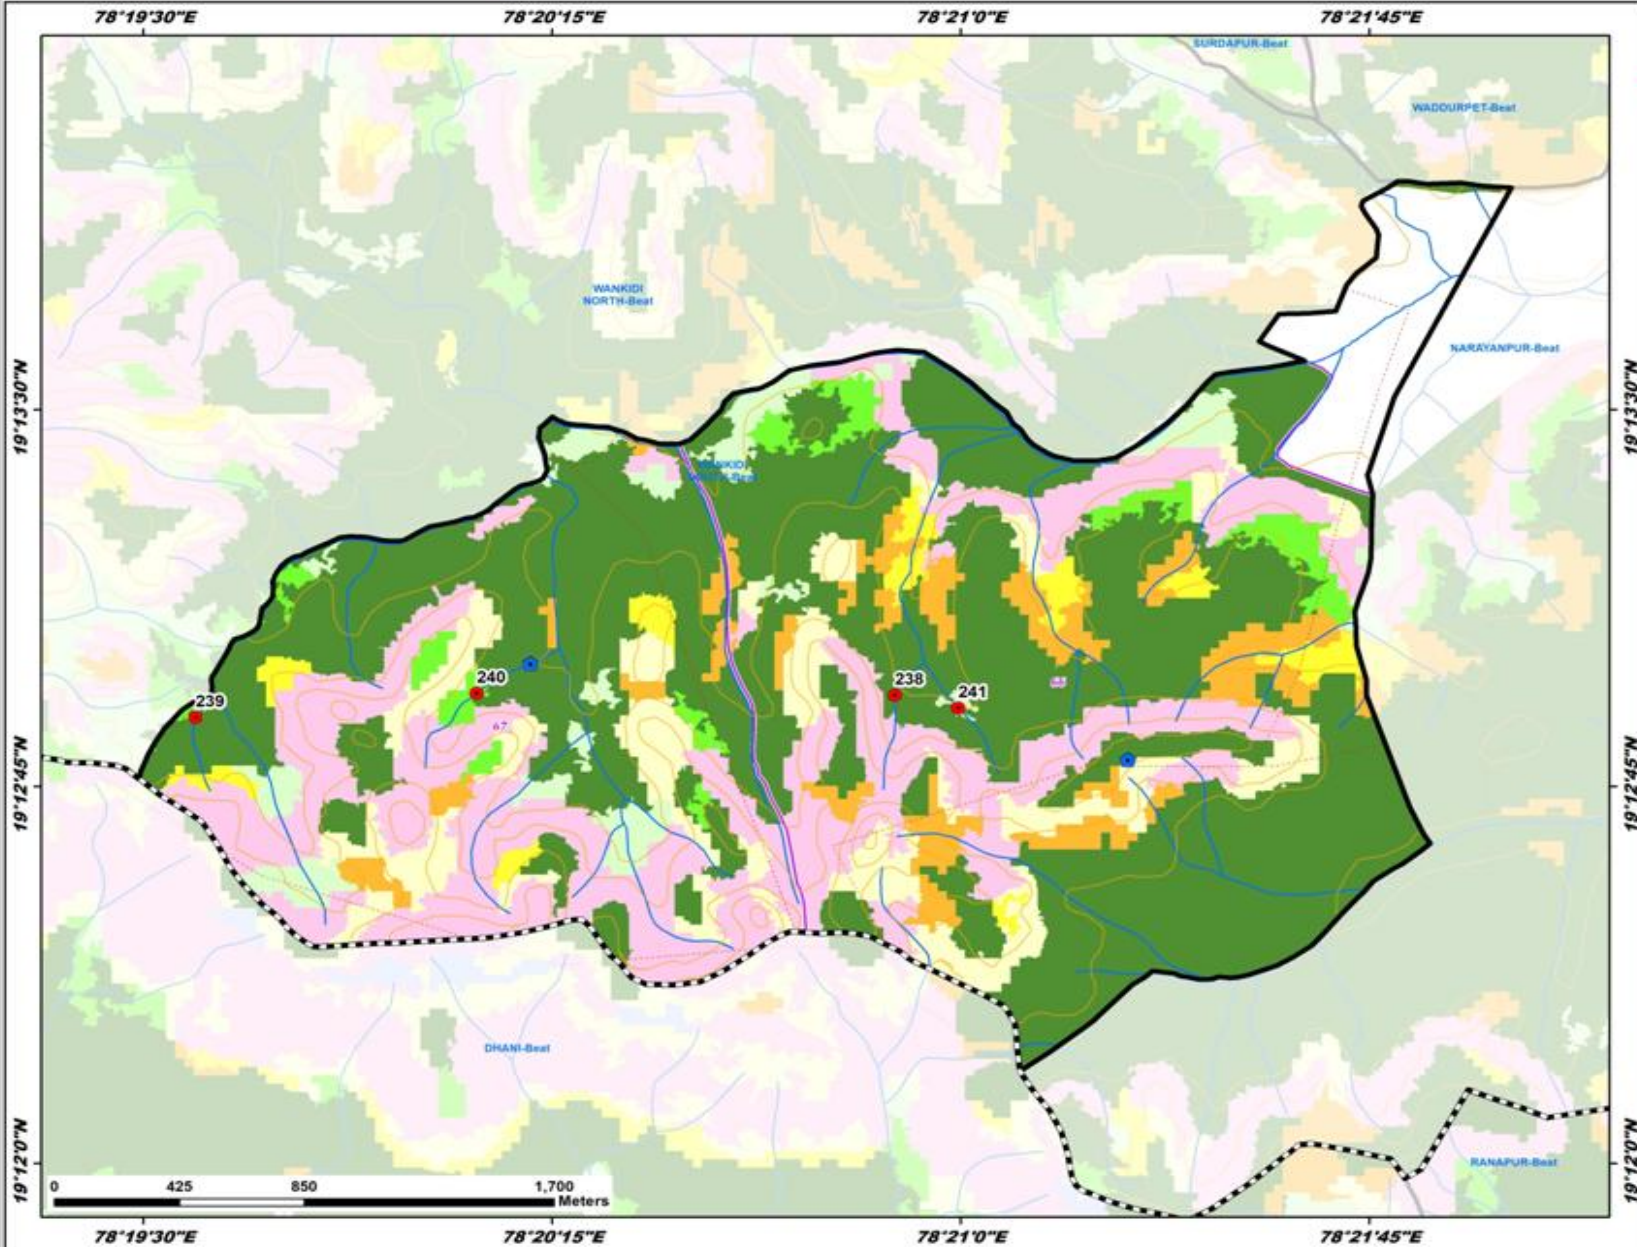 78°19'30"E 78°20'15"E 78°21'0"E 78°21'45"E
SURDAPUR-Beat
WADDURPET-Beat
WANKIDI
NORTH-Beat
NARAYANPUR-Beat
19°13'30"N 19°13'30"N
WANKIDI
240
238
241
239
67
19°12'45"N 19°12'45"N
DHANI-Beat
RANAPUR-Beat
19°12'0"N 19°12'0"N
0 425 850 1,700
Meters
78°19'30"E 78°20'15"E 78°21'0"E 78°21'45"E